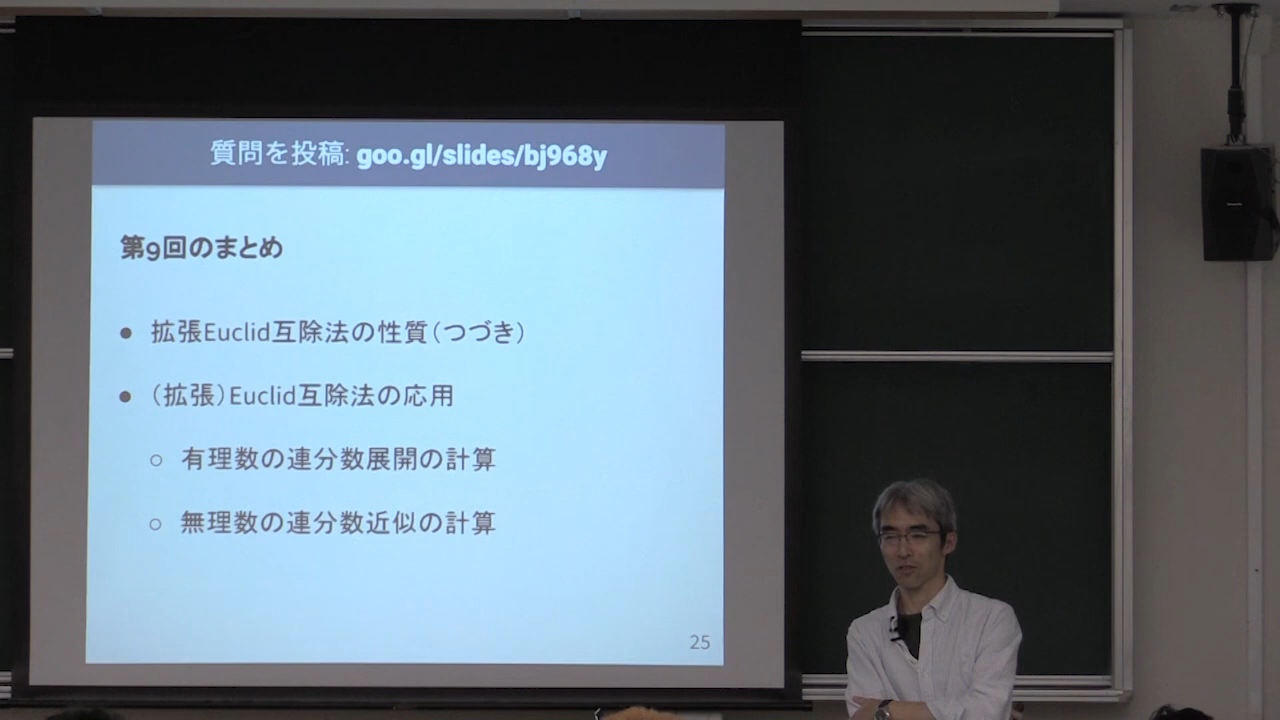 質問を投稿: goo.gl/slides/bj968y
第9回のまとめ
● 拡張Euclid互除法の性質(つづき)
● (拡張)Euclid互除法の応用
○ 有理数の連分数展開の計算
○ 無理数の連分数近似の計算
25